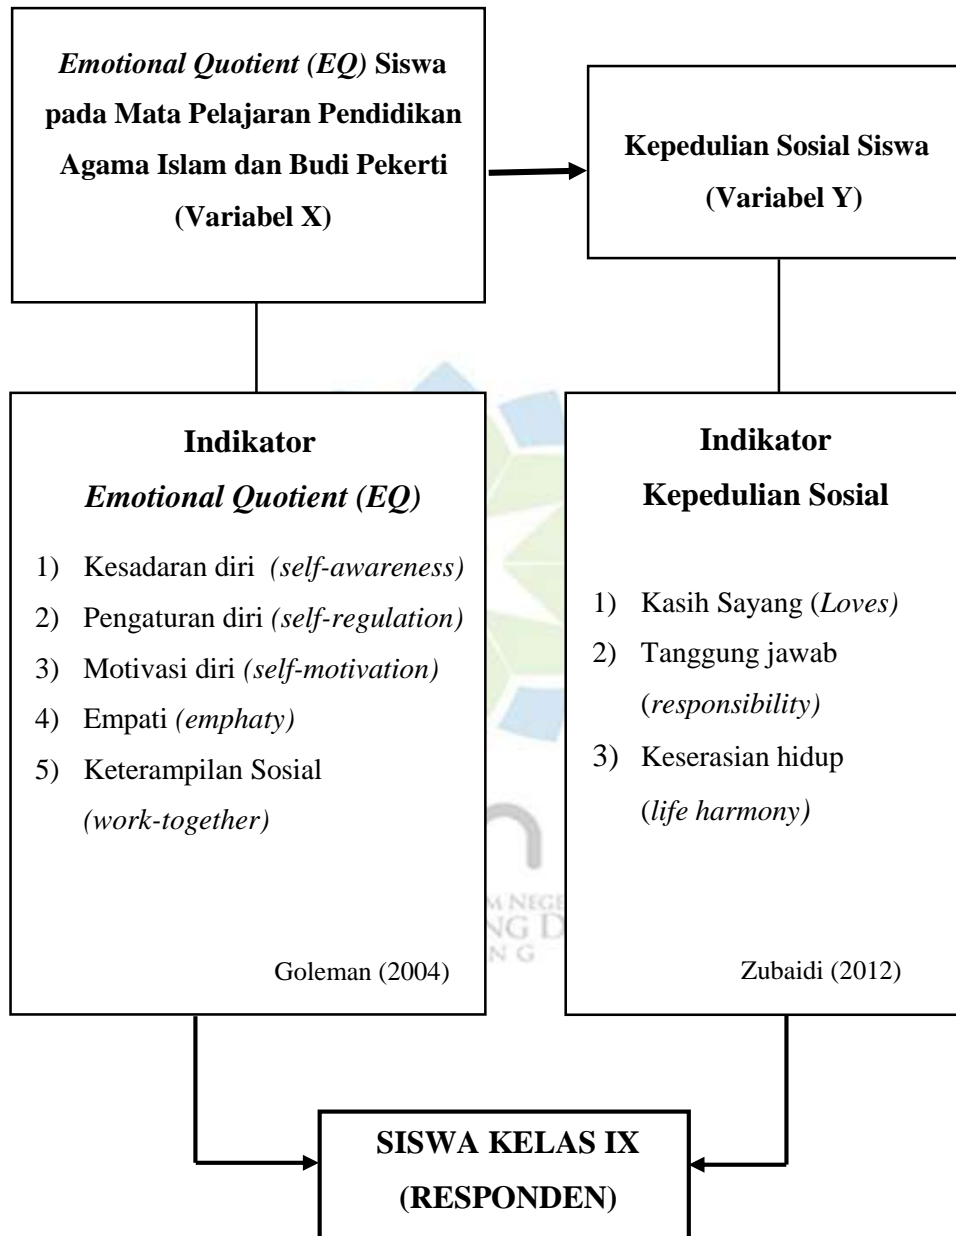 Emotional Quotient (EQ) Siswa
pada Mata Pelajaran Pendidikan
Agama Islam dan Budi Pekerti
(Variabel X)
Kepedulian Sosial Siswa
(Variabel Y)
Indikator
Emotional Quotient (EQ)
1) Kesadaran diri (self-awareness)
2) Pengaturan diri (self-regulation)
3) Motivasi diri (self-motivation)
4) Empati (emphaty)
5) Keterampilan Sosial
(work-together)
Goleman (2004)
Indikator
Kepedulian Sosial
1) Kasih Sayang (Loves)
2) Tanggung jawab
(responsibility)
3) Keserasian hidup
(life harmony)
Zubaidi (2012)
SISWA KELAS IX
(RESPONDEN)